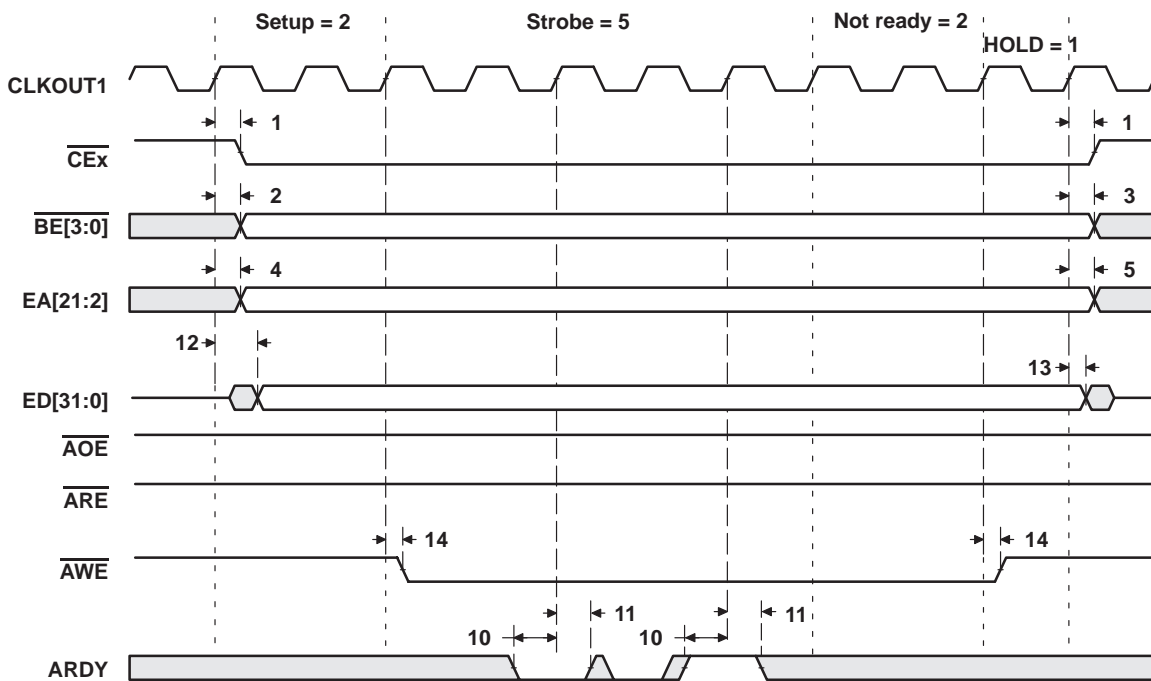 Setup = 2 Strobe = 5 Not ready = 2
HOLD = 1
CLKOUT1
1 1
CEx
2 3
BE[3:0]
4 5
EA[21:2]
12
13
ED[31:0]
AOE
ARE
14 14
AWE
11 11
10 10
ARDY